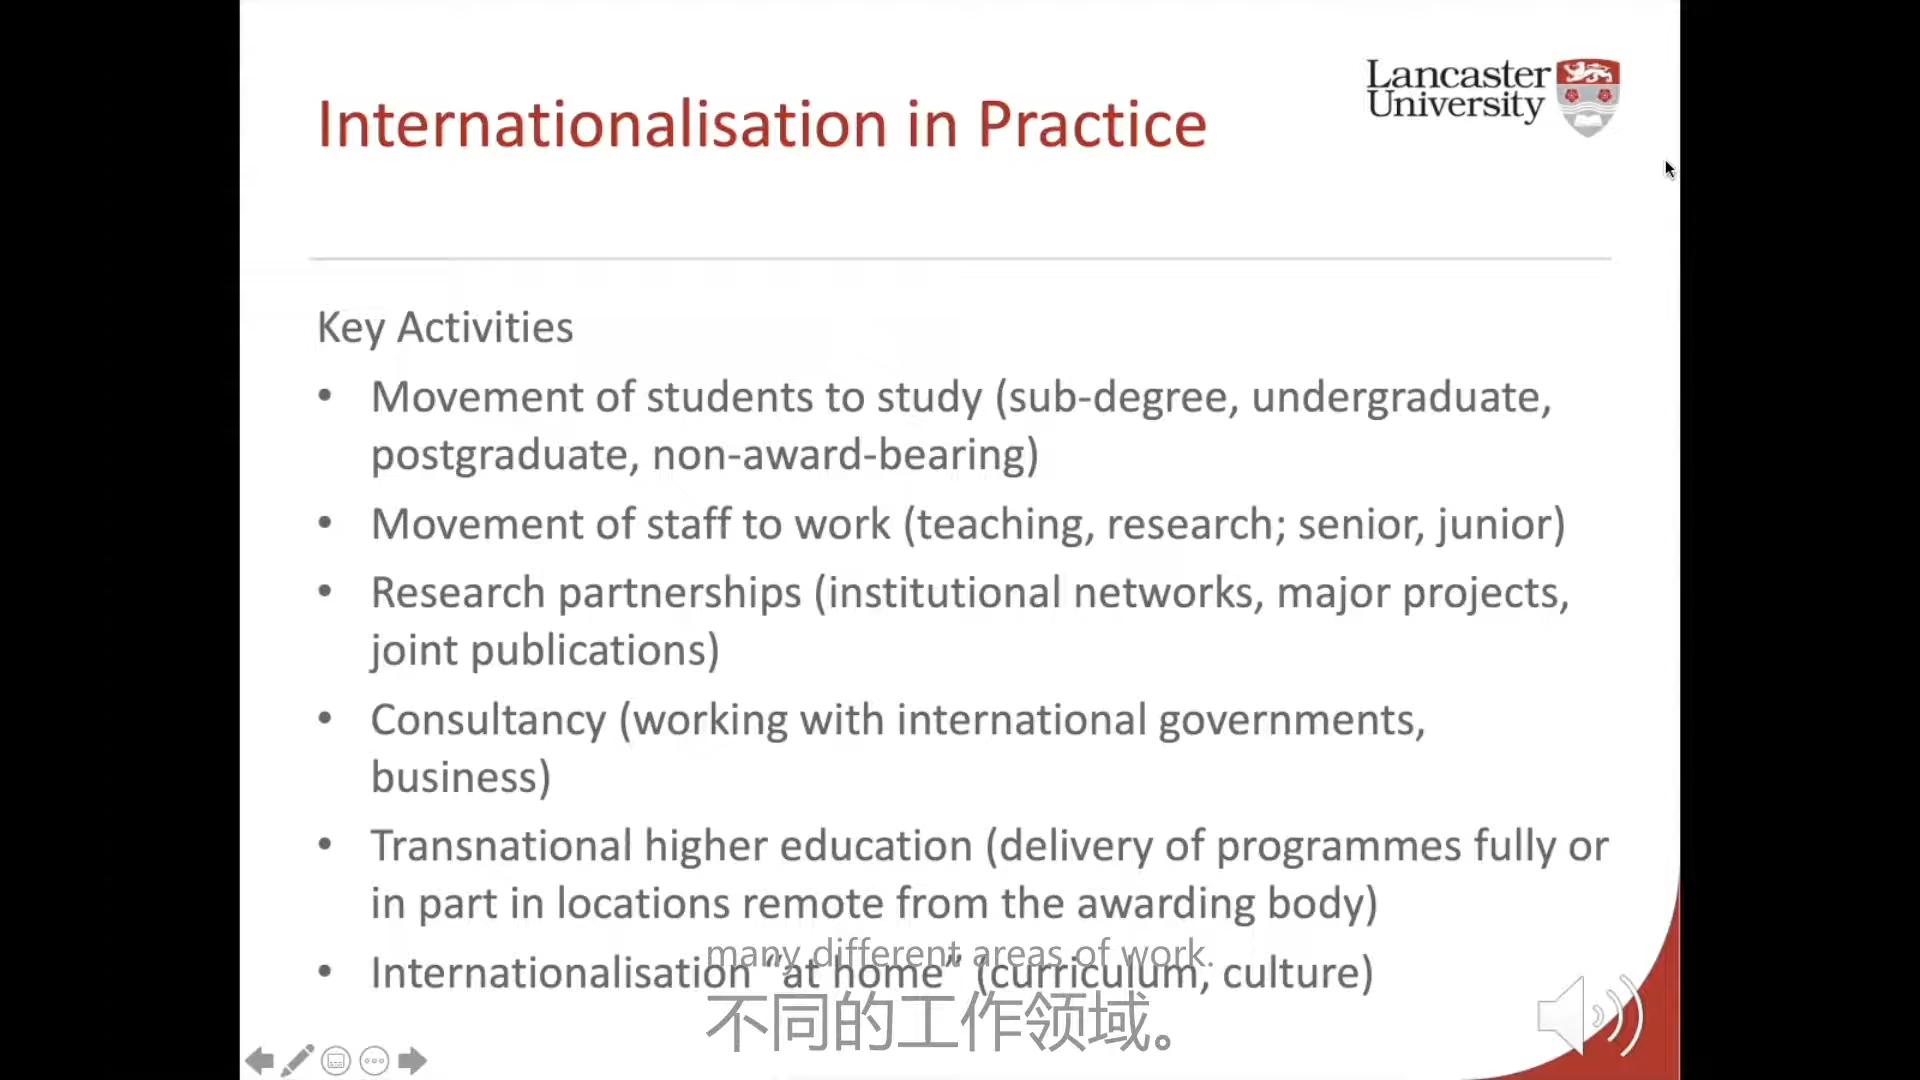 Lancaster
University
Internationalisation in Practice
Key Activities
• Movement of students to study (sub-degree, undergraduate,
postgraduate, non-award-bearing)
• Movement of staff to work (teaching, research; senior, junior)
• Research partnerships (institutional networks, major projects,
joint publications)
• Consultancy (working with international governments,
business)
• Transnational higher education (delivery of programmes fully or
in part in locations remote from the awarding body)
many different areas of work.
• Internationalisation “at home” (curriculum, culture)
不同的工作领域。